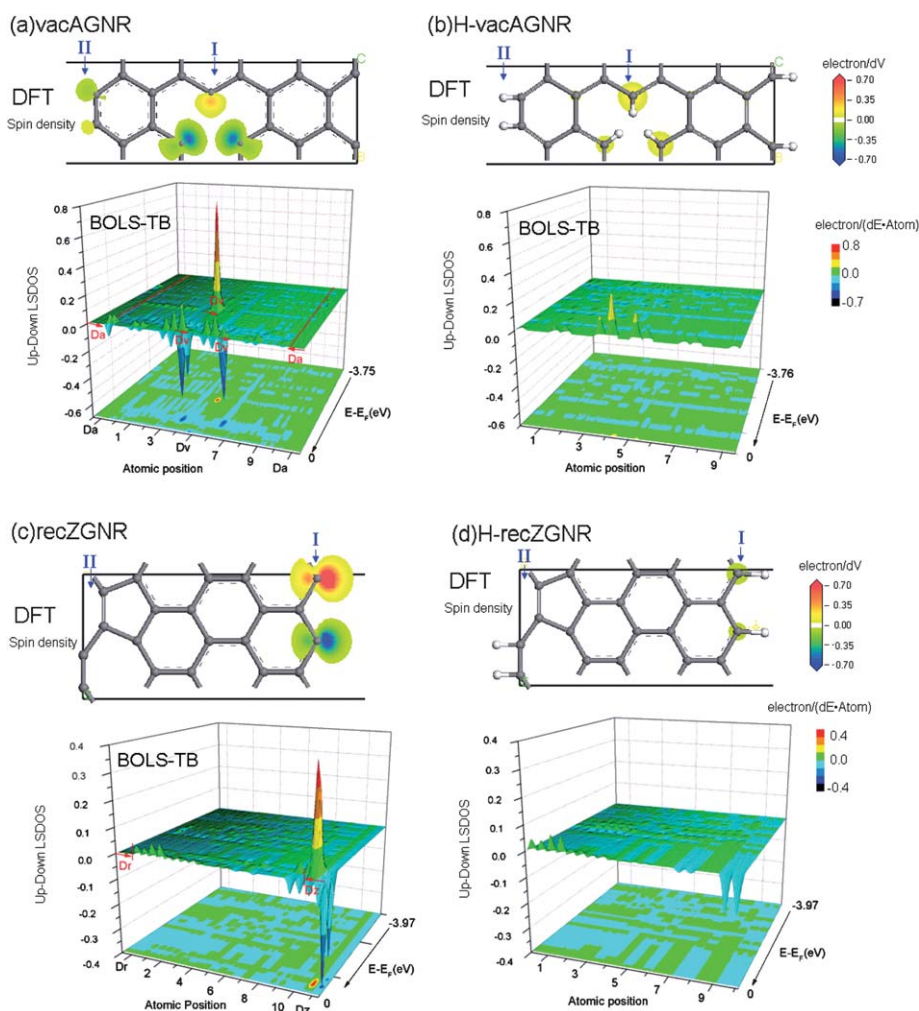 (a)vacAGNR
II
I
C
DFT
Spin density
B
BOLS-TB
Up-Down LSDOS
0.8
0.6
0.4
0.2
0.0
-0.2
-0.4
-0.6
Dv
Da
Dv
Dv
Da
-3.75
E-EF(eV)
0
Da 1 3 Dv 7 9 Da
Atomic position
(b)H-vacAGNR
II
I
C
DFT
Spin density
B
electron/dV
0.70
0.35
0.00
-0.35
-0.70
BOLS-TB
Up-Down LSDOS
0.8
0.6
0.4
0.2
0.0
-0.2
-0.4
-0.6
electron/(dE•Atom)
0.8
0.0
-0.7
-3.76
E-EF(eV)
0
1 3 5 7 9
Atomic position
(c)recZGNR
II
I
DFT
Spin density
BOLS-TB
Up-Down LSDOS
0.4
0.3
0.2
0.1
0.0
-0.1
-0.2
-0.3
-0.4
Dr
Dz
-3.97
E-EF(eV)
0
Dr 2 4 6 8 10 Dz
Atomic Position
(d)H-recZGNR
II
I
DFT
Spin density
electron/dV
0.70
0.35
0.00
-0.35
-0.70
electron/(dE•Atom)
0.4
0.0
-0.4
Up-Down LSDOS
0.4
0.3
0.2
0.1
0.0
-0.1
-0.2
-0.3
-0.4
-3.97
E-EF(eV)
0
1 3 5 7 9
Atomic position